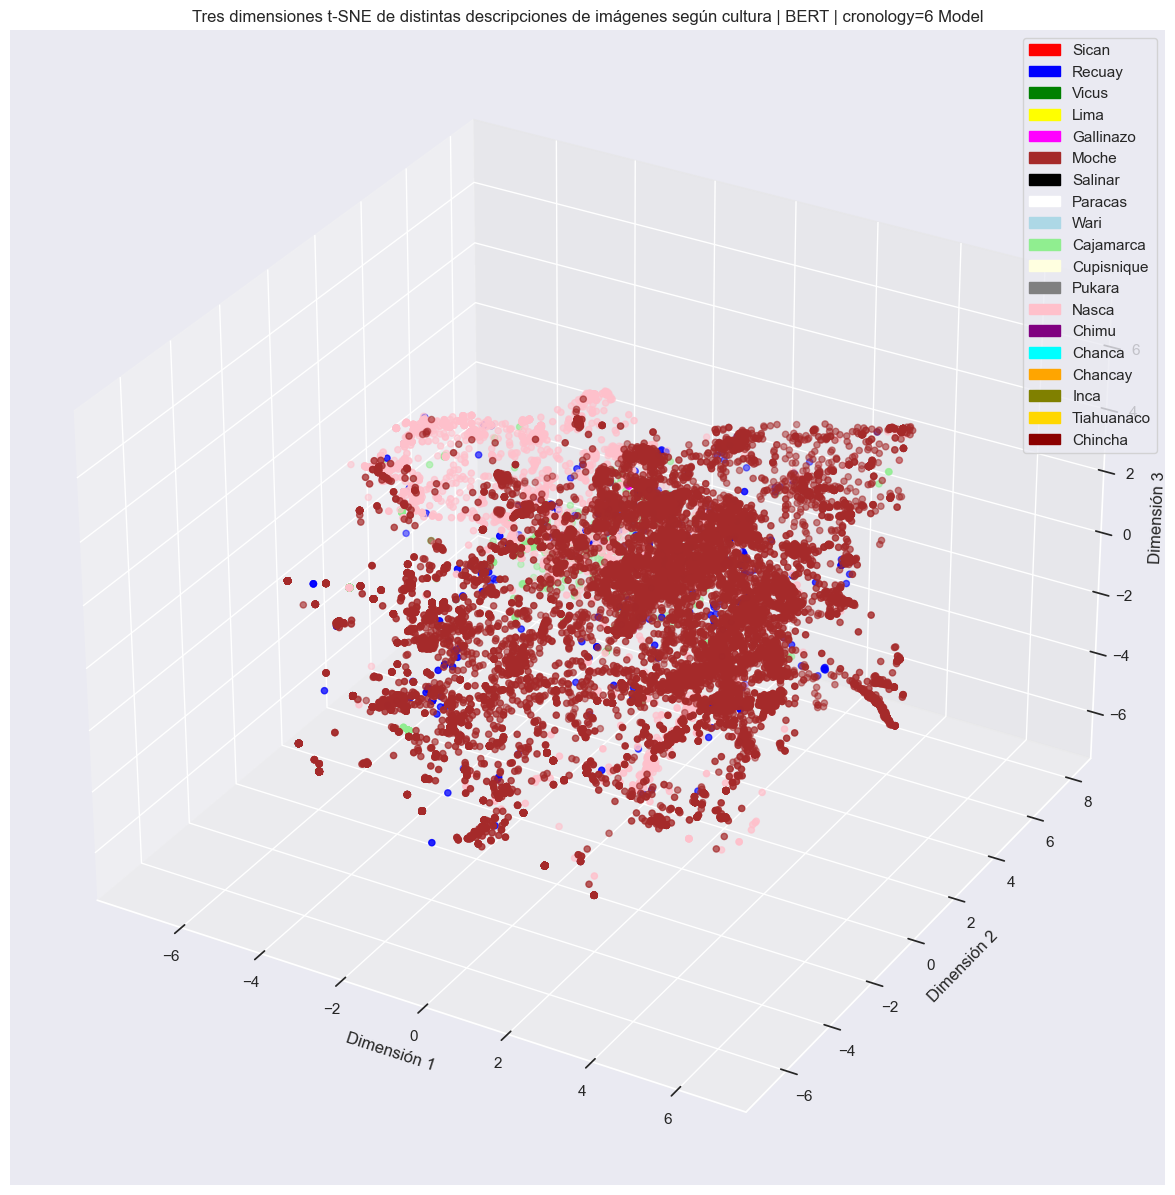 Tres dimensiones t-SNE de distintas descripciones de imágenes según cultura | BERT | cronology=6 Model
Sican
Recuay
Vicus
Lima
Gallinazo
Moche
Salinar
Paracas
Wari
Cajamarca
Cupisnique
Pukara
Nasca
Chimu
Chanca
Chancay
Inca
Tiahuanaco
Chincha
6
4
2
0
−2
−4
−6
Dimensión 3
8
6
4
2
0
−2
−4
−6
Dimensión 2
−6
−4
−2
0
2
4
6
Dimensión 1